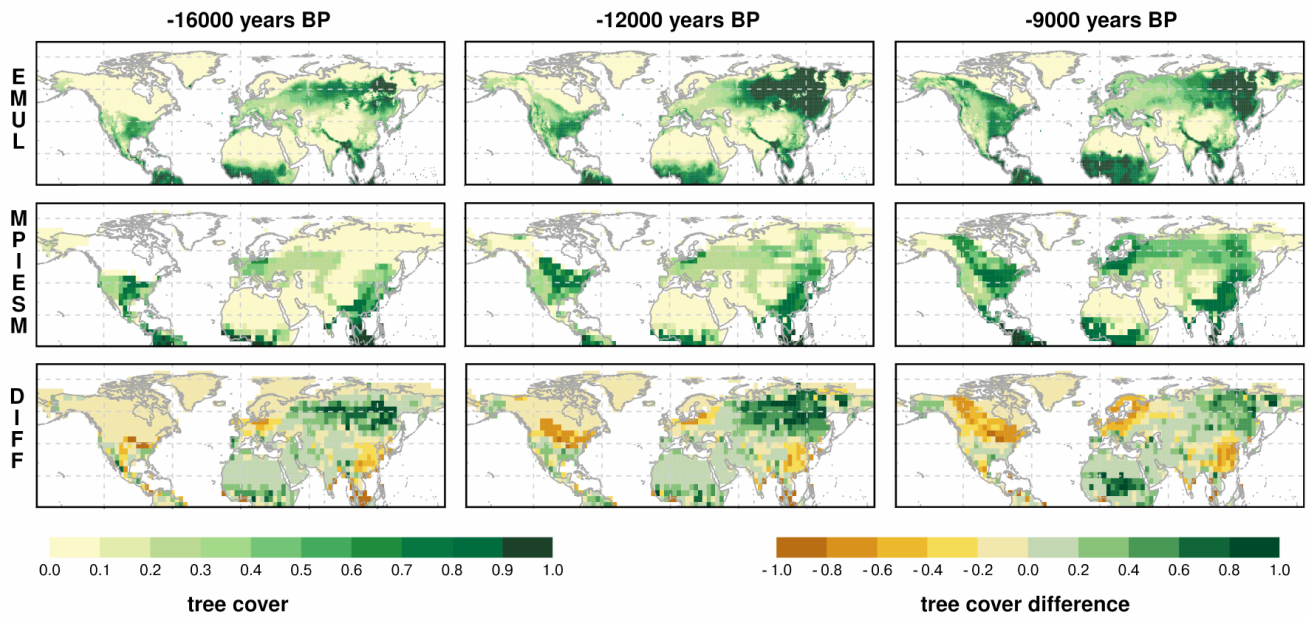 -16000 years BP
-12000 years BP
-9000 years BP
EMUL
MPIESM
DIFF
0.0 0.1 0.2 0.3 0.4 0.5 0.6 0.7 0.8 0.9 1.0
tree cover
- 1.0 - 0.8 - 0.6 - 0.4 - 0.2 0.0 0.2 0.4 0.6 0.8 1.0
tree cover difference